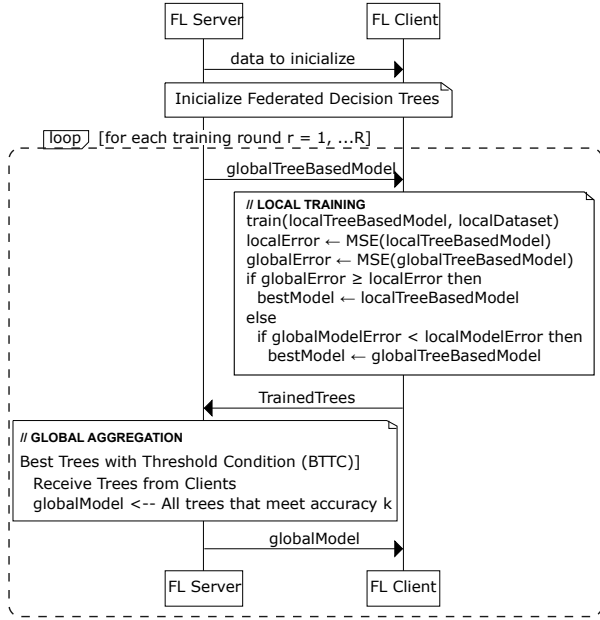 FL Server
FL Client
data to inicialize
Inicialize Federated Decision Trees
loop [for each training round r = 1, ...R]
globalTreeBasedModel
// LOCAL TRAINING
train(localTreeBasedModel, localDataset)
localError ← MSE(localTreeBasedModel)
globalError ← MSE(globalTreeBasedModel)
if globalError ≥ localError then
bestModel ← localTreeBasedModel
else
if globalModelError < localModelError then
bestModel ← globalTreeBasedModel
TrainedTrees
// GLOBAL AGGREGATION
Best Trees with Threshold Condition (BTTC)]
Receive Trees from Clients
globalModel <-- All trees that meet accuracy k
globalModel
FL Server
FL Client